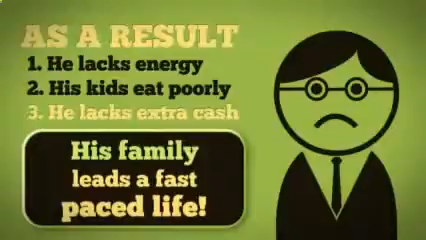 AS A RESULT
1. He lacks energy
2. His kids eat poorly
3. He lacks extra cash
His family
leads a fast
paced life!